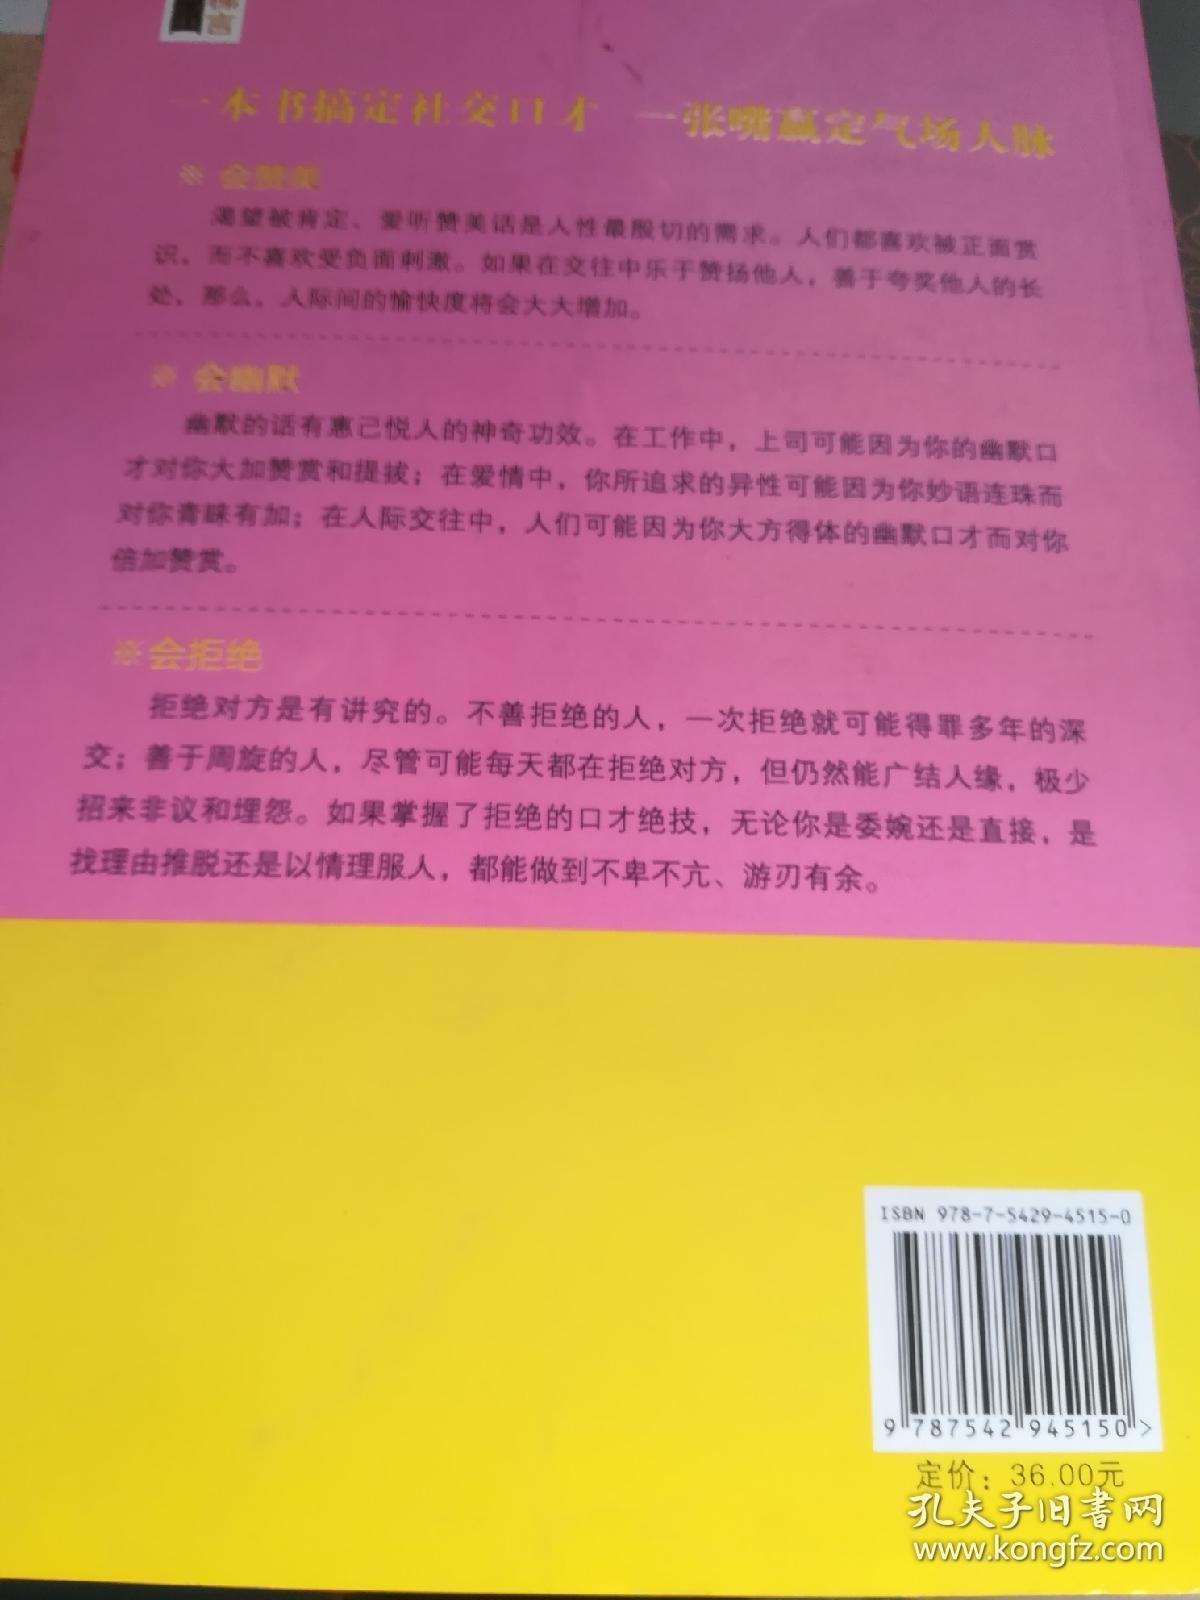 一本书搞定社交口才 一张嘴赢定气场人脉
※ 会赞美
渴望被肯定、爱听赞美话是人性最殷切的需求。人们都喜欢被正面赏
识，而不喜欢受负面刺激。如果在交往中乐于赞扬他人，善于夸奖他人的长
处，那么，人际间的愉快度将会大大增加。
※ 会幽默
幽默的话有惠己悦人的神奇功效。在工作中，上司可能因为你的幽默口
才对你大加赞赏和提拔；在爱情中，你所追求的异性可能因为你妙语连珠而
对你青睐有加；在人际交往中，人们可能因为你大方得体的幽默口才而对你
倍加赞赏。
※会拒绝
拒绝对方是有讲究的。不善拒绝的人，一次拒绝就可能得罪多年的深
交；善于周旋的人，尽管可能每天都在拒绝对方，但仍然能广结人缘，极少
招来非议和埋怨。如果掌握了拒绝的口才绝技，无论你是委婉还是直接，是
找理由推脱还是以情理服人，都能做到不卑不亢、游刃有余。
ISBN 978-7-5429-4515-0
9 787542 945150 >
定价：36.00元
孔夫子旧书网
www.kongfz.com